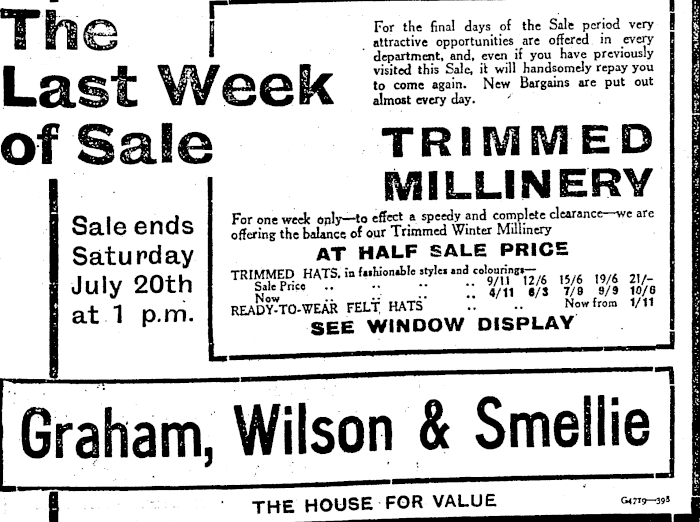 The
Last Week
of Sale
Sale ends
Saturday
July 20th
at 1 p.m.
For the final days of the Sale period very
attractive opportunities are offered in every
department, and, even if you have previously
visited this Sale, it will handsomely repay you
to come again. New Bargains are put out
almost every day.
TRIMMED
MILLINERY
For one week only—to effect a speedy and complete clearance—we are
offering the balance of our Trimmed Winter Millinery
AT HALF SALE PRICE
TRIMMED HATS, in fashionable styles and colourings—
Sale Price .. .. .. .. 9/11 12/6 15/6 19/6 21/-
Now .. .. .. .. 4/11 6/3 7/9 9/9 10/6
READY-TO-WEAR FELT HATS .. .. Now from 1/11
SEE WINDOW DISPLAY
Graham, Wilson & Smellie
THE HOUSE FOR VALUE
G4719—398